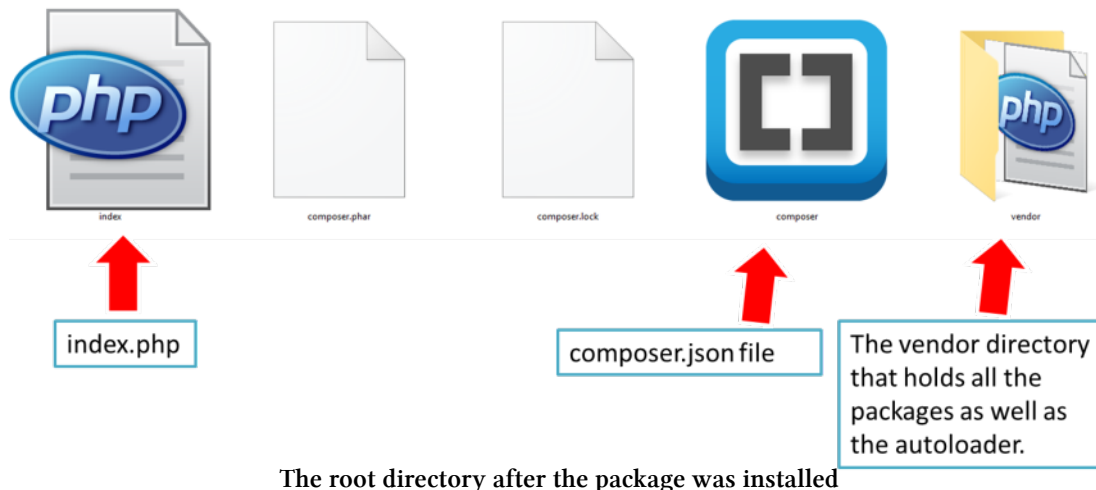 php
php
index
composer.phar
composer.lock
composer
vendor
index.php
composer.json file
The vendor directory
that holds all the
packages as well as
the autoloader.
The root directory after the package was installed